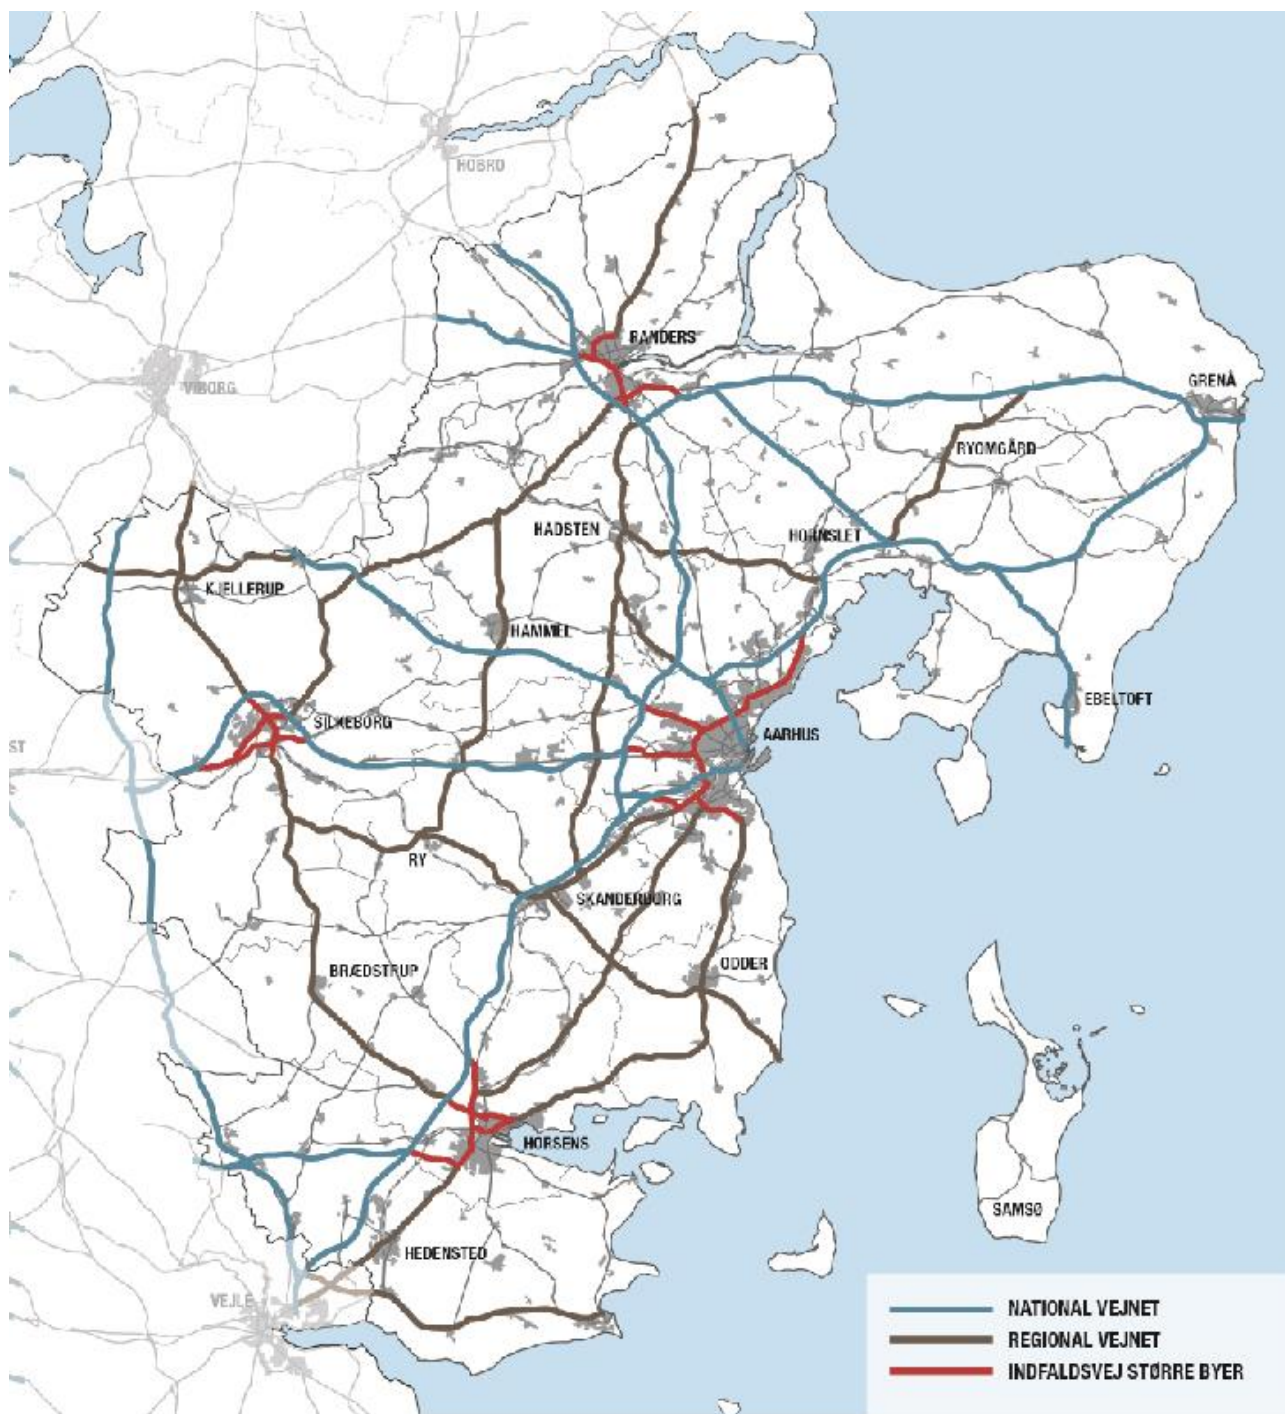 HOBRO
RANDERS
VIBORG
GRENÅ
RYOMGÅRD
HADSTEN
HORNSLET
KJELLERUP
HAMMEL
EBELTOFT
SILKEBORG
AARHUS
ST
RY
SKANDERBORG
BRÆDSTRUP
ODDER
HORSENS
SAMSØ
HEDENSTED
VEJLE
NATIONAL VEJNET
REGIONAL VEJNET
INDFALDSVEJ STØRRE BYER